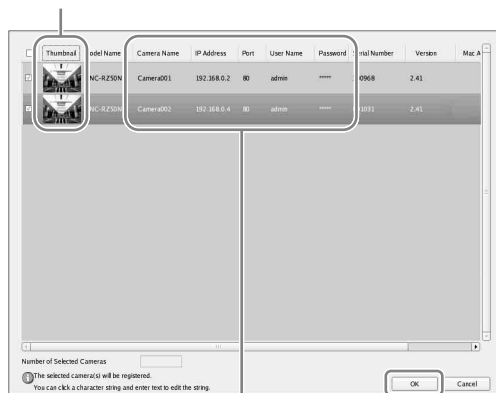 Thumbnail odel Name Camera Name IP Address Port User Name Password erial Number Version Mac A
NC-RZ50N Camera001 192.168.0.2 80 admin ***** 00968 2.41
NC-RZ50N Camera002 192.168.0.4 80 admin ***** 01031 2.41
Number of Selected Cameras
The selected camera(s) will be registered.
You can click a character string and enter text to edit the string.
OK Cancel